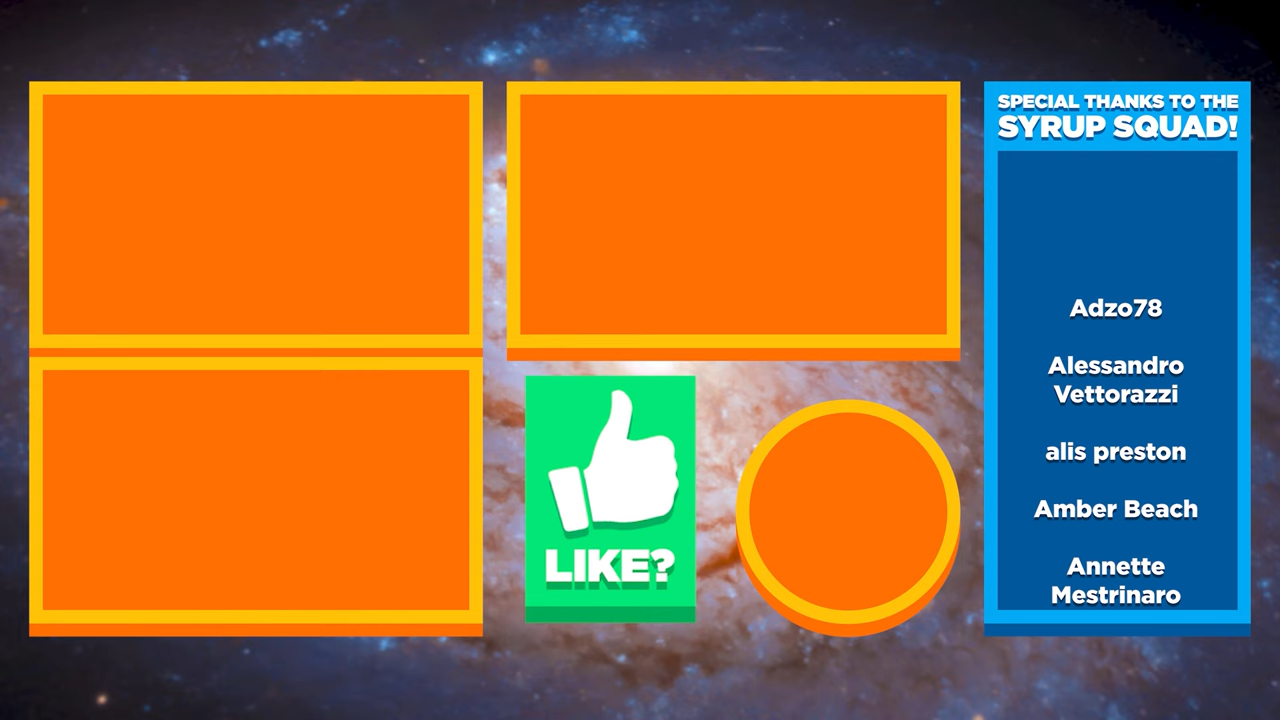 SPECIAL THANKS TO THE
SYRUP SQUAD!
Adzo78
Alessandro
Vettorazzi
alis preston
Amber Beach
Annette
Mestrinaro
LIKE?